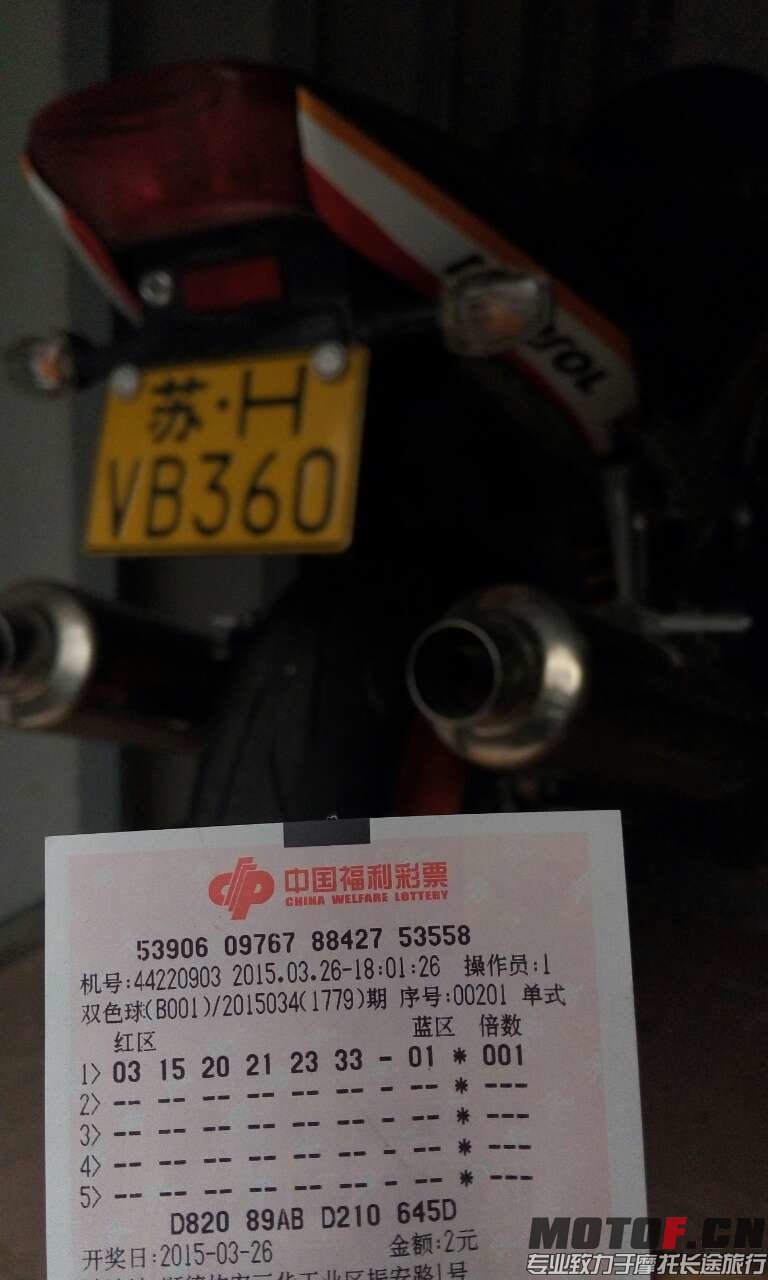 苏·H
VB360
中国福利彩票
CHINA WELFARE LOTTERY
53906 09767 88427 53558
机号:44220903 2015.03.26-18:01:26 操作员:1
双色球(B001)/2015034(1779)期 序号:00201 单式
红区 蓝区 倍数
1> 03 15 20 21 23 33 - 01 * 001
2> -- -- -- -- -- -- - -- * ---
3> -- -- -- -- -- -- - -- * ---
4> -- -- -- -- -- -- - -- * ---
5> -- -- -- -- -- -- - -- * ---
D820 89AB D210 645D
开奖日:2015-03-26 金额:2元
MOTOF.CN
专业致力于摩托长途旅行